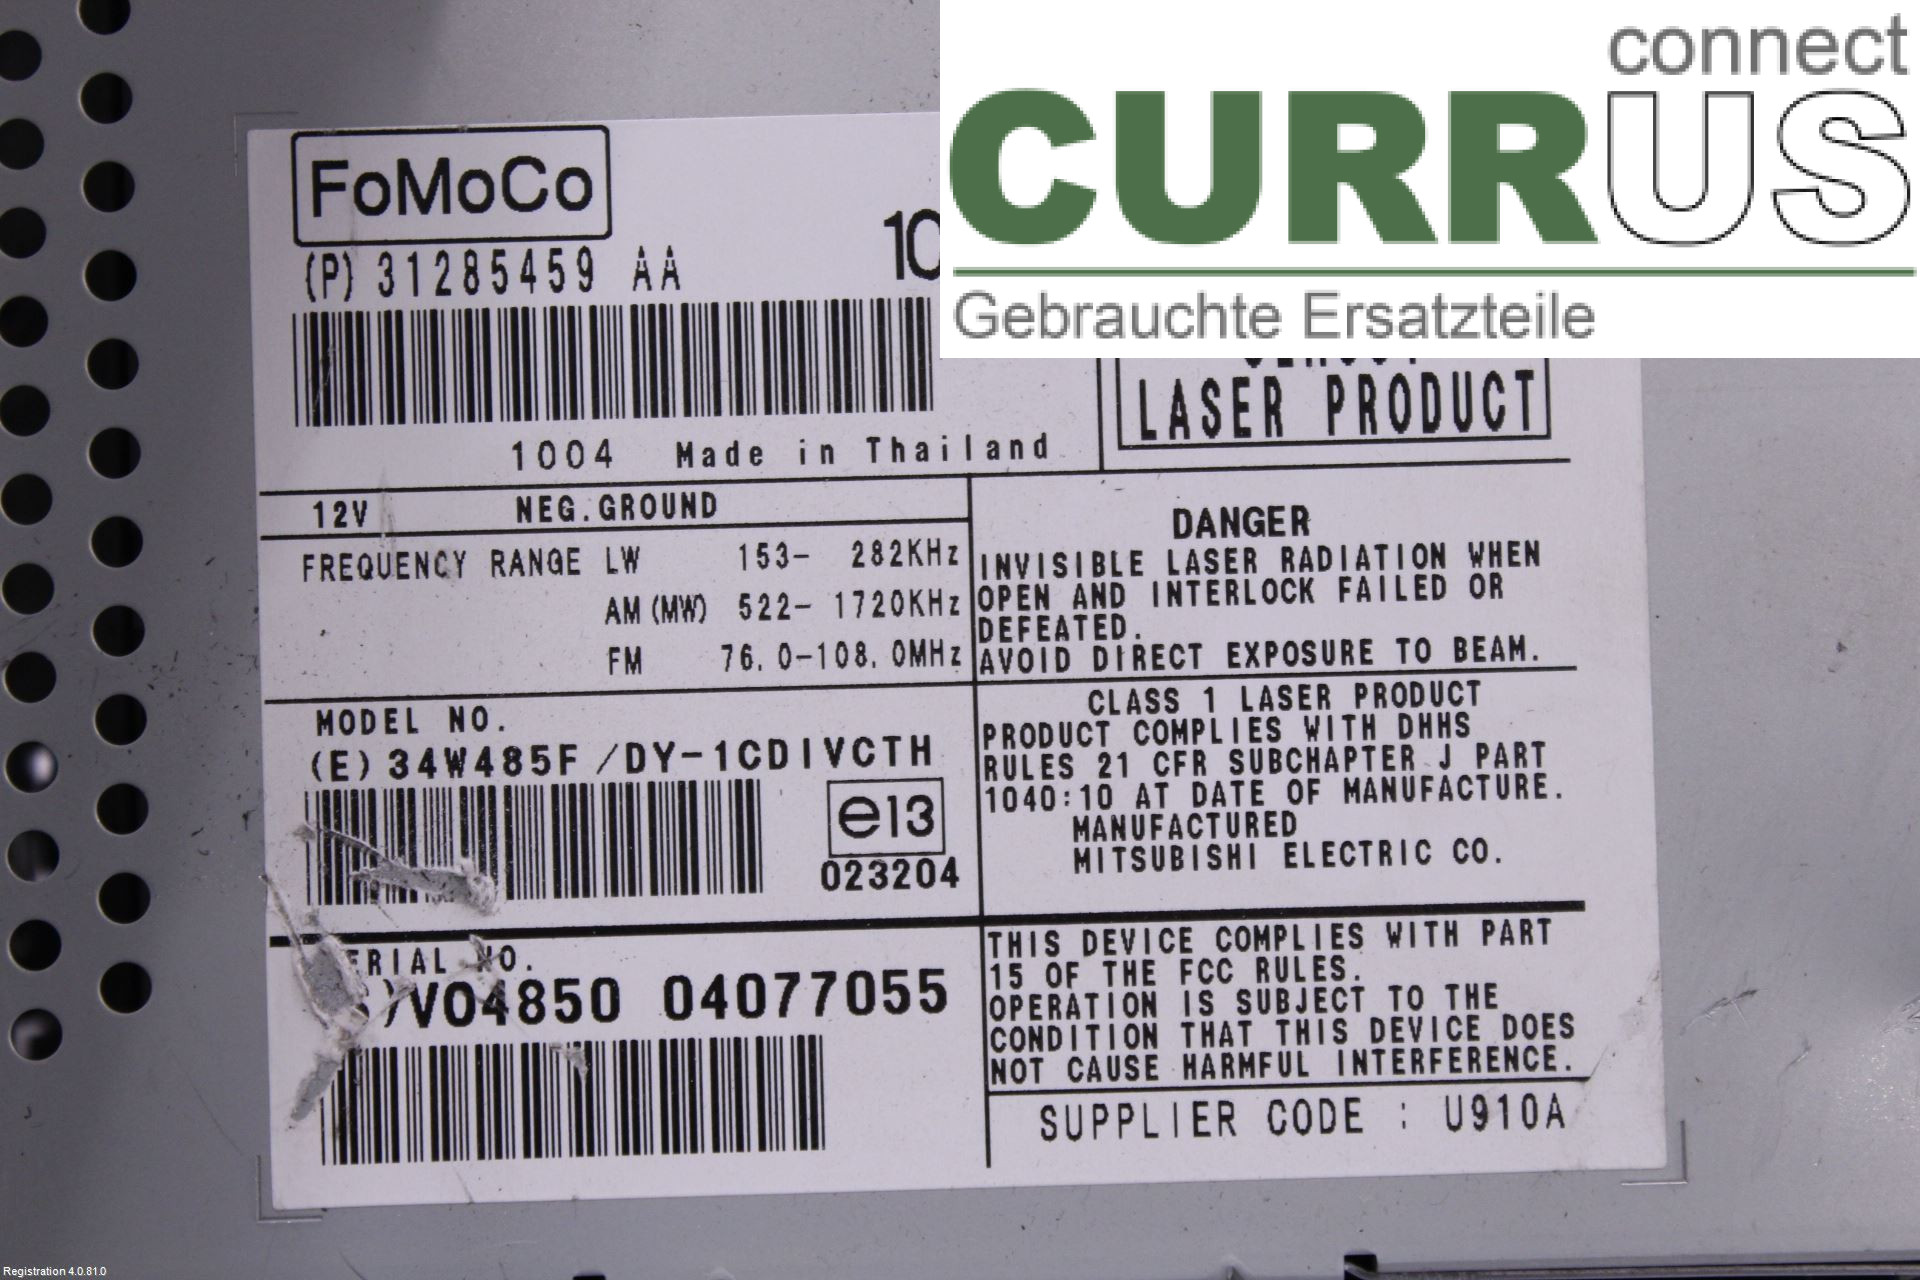 connect
CURRUS
Gebrauchte Ersatzteile
FoMoCo
(P) 31285459 AA
10
LASER PRODUCT
1004 Made in Thailand
12V NEG.GROUND
FREQUENCY RANGE LW 153- 282KHz
AM (MW) 522- 1720KHz
FM 76.0-108.0MHz
DANGER
INVISIBLE LASER RADIATION WHEN
OPEN AND INTERLOCK FAILED OR
DEFEATED.
AVOID DIRECT EXPOSURE TO BEAM.
MODEL NO.
(E) 34W485F /DY-1CDIVCTH
e13
023204
CLASS 1 LASER PRODUCT
PRODUCT COMPLIES WITH DHHS
RULES 21 CFR SUBCHAPTER J PART
1040:10 AT DATE OF MANUFACTURE.
MANUFACTURED
MITSUBISHI ELECTRIC CO.
ERIAL NO.
)VO4850 04077055
THIS DEVICE COMPLIES WITH PART
15 OF THE FCC RULES.
OPERATION IS SUBJECT TO THE
CONDITION THAT THIS DEVICE DOES
NOT CAUSE HARMFUL INTERFERENCE.
SUPPLIER CODE : U910A
Registration 4.0.81.0